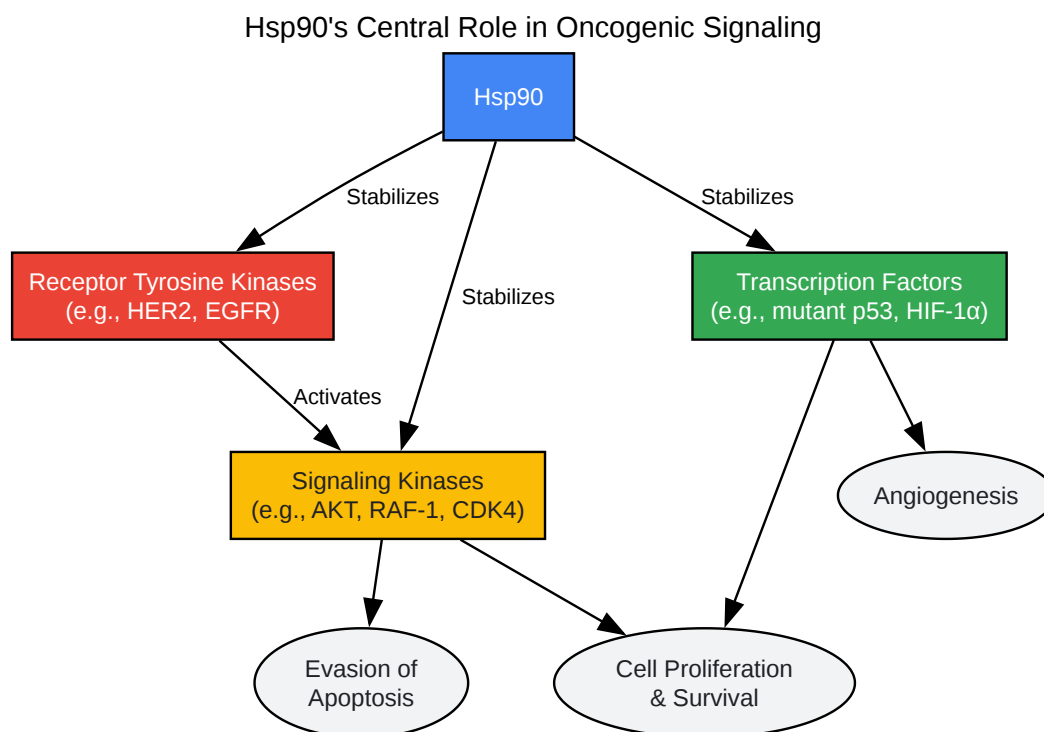 Hsp90's Central Role in Oncogenic Signaling
Hsp90
Stabilizes
Stabilizes
Receptor Tyrosine Kinases
(e.g., HER2, EGFR)
Stabilizes
Transcription Factors
(e.g., mutant p53, HIF-1α)
Activates
Signaling Kinases
(e.g., AKT, RAF-1, CDK4)
Angiogenesis
Evasion of
Apoptosis
Cell Proliferation
& Survival